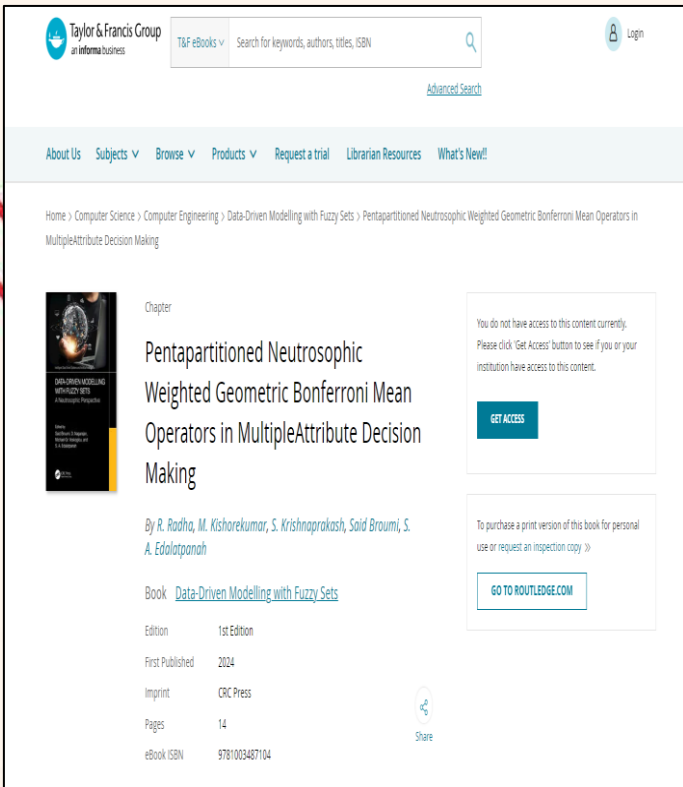 Taylor & Francis Group
an informa business
T&F eBooks
Search for keywords, authors, titles, ISBN
Login
Advanced Search
About Us Subjects Browse Products Request a trial Librarian Resources What's New!!
Home > Computer Science > Computer Engineering > Data-Driven Modelling with Fuzzy Sets > Pentapartitioned Neutrosophic Weighted Geometric Bonferroni Mean Operators in
MultipleAttribute Decision Making
DATA-DRIVEN MODELLING
WITH FUZZY SETS
A Neutrosophic Perspective
Chapter
Pentapartitioned Neutrosophic
Weighted Geometric Bonferroni Mean
Operators in MultipleAttribute Decision
Making
By R. Radha, M. Kishorekumar, S. Krishnaprakash, Said Broumi, S.
A. Edalatpanah
Book Data-Driven Modelling with Fuzzy Sets
Edition 1st Edition
First Published 2024
Imprint CRC Press
Pages 14
eBook ISBN 9781003487104
Share
You do not have access to this content currently.
Please click 'Get Access' button to see if you or your
institution have access to this content.
GET ACCESS
To purchase a print version of this book for personal
use or request an inspection copy »
GO TO ROUTLEDGE.COM